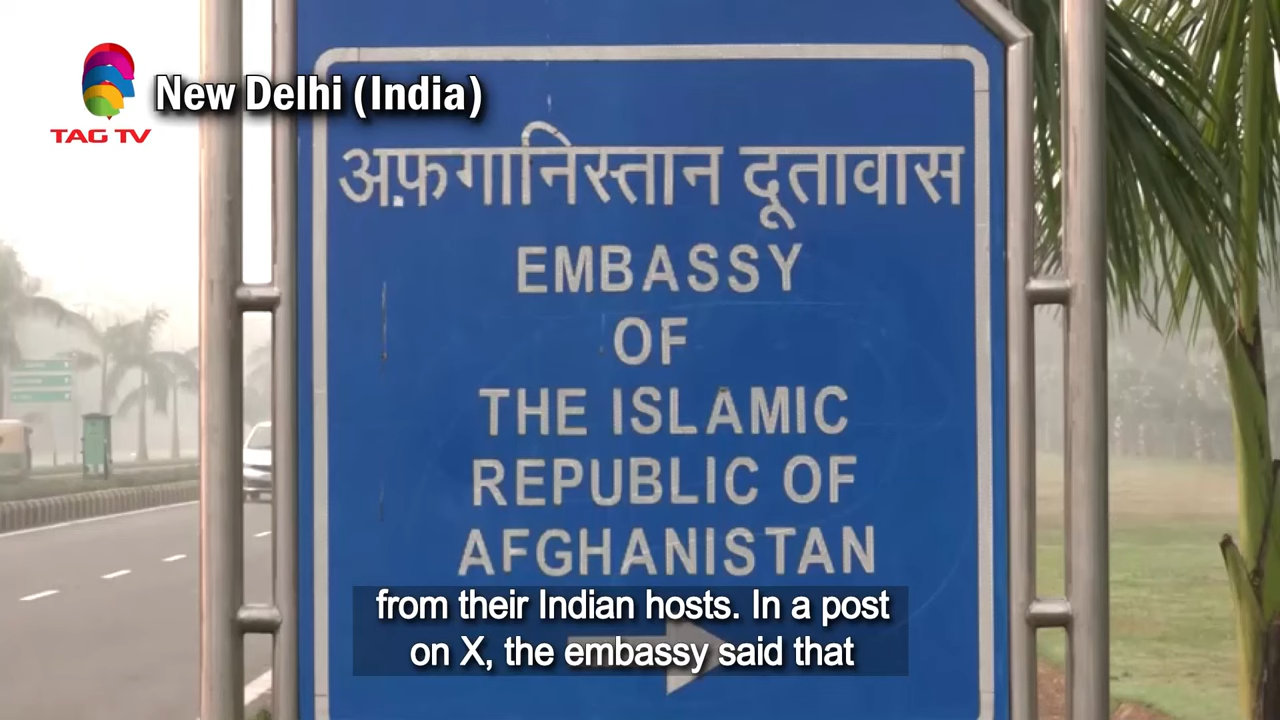 TAG TV
New Delhi (India)
अफ़गानिस्तान दूतावास
EMBASSY
OF
THE ISLAMIC
REPUBLIC OF
AFGHANISTAN
from their Indian hosts. In a post
on X, the embassy said that